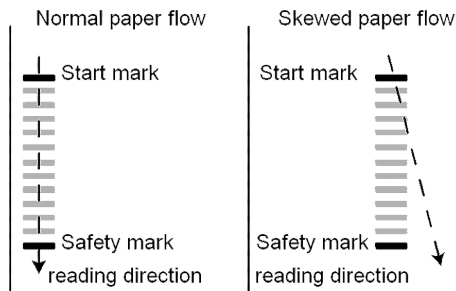 Normal paper flow
Start mark
Safety mark
reading direction
Skewed paper flow
Start mark
Safety mark
reading direction